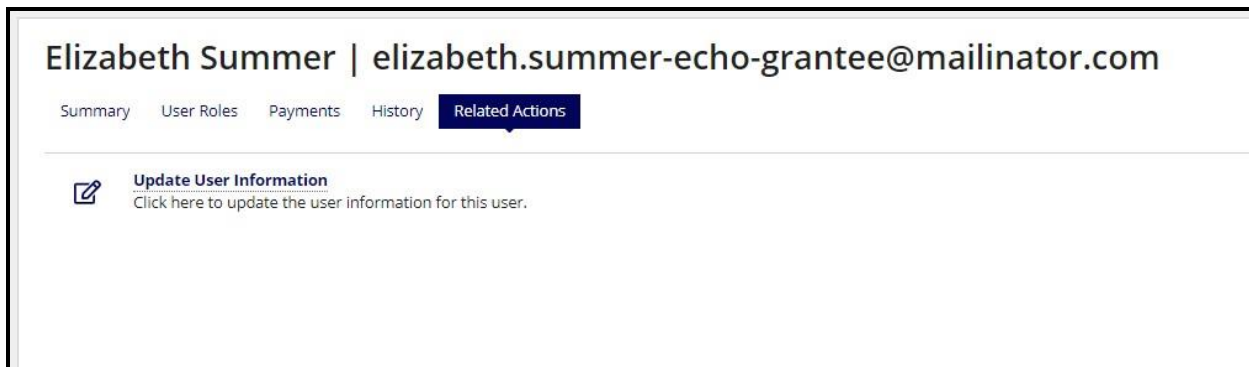 Elizabeth Summer | elizabeth.summer-echo-grantee@mailinator.com
Summary User Roles Payments History Related Actions
Update User Information
Click here to update the user information for this user.